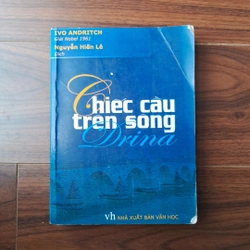 IVO ANDRITCH
Giải Nobel 1961
Nguyễn Hiến Lê
Dịch
Chiếc cầu
trên sông
Drina
vh NHÀ XUẤT BẢN VĂN HỌC